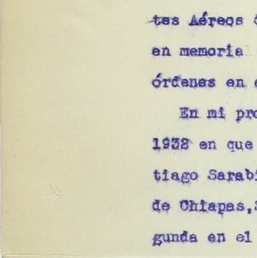 tes Aéreos
en memoria
órdenes en
En mi pro
1938 en que
tiago Sarabi
de Chiapas,
gunda en el